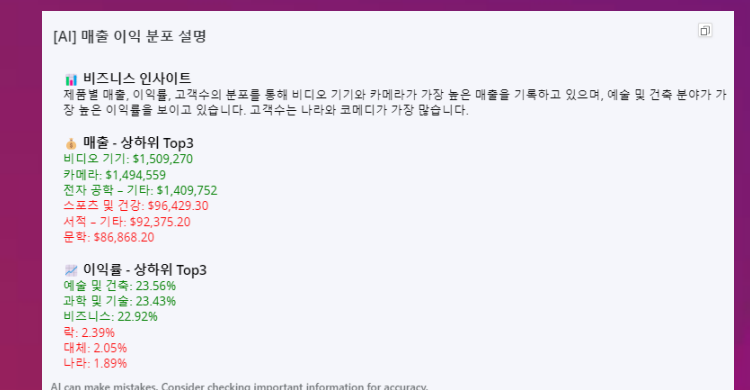 [AI] 매출 이익 분포 설명
비즈니스 인사이트
제품별 매출, 이익률, 고객수의 분포를 통해 비디오 기기와 카메라가 가장 높은 매출을 기록하고 있으며, 예술 및 건축 분야가 가
장 높은 이익률을 보이고 있습니다. 고객수는 나라와 코메디가 가장 많습니다.
매출 - 상하위 Top3
비디오 기기: $1,509,270
카메라: $1,494,559
전자 공학 – 기타: $1,409,752
스포츠 및 건강: $96,429.30
서적 – 기타: $92,375.20
문학: $86,868.20
이익률 - 상하위 Top3
예술 및 건축: 23.56%
과학 및 기술: 23.43%
비즈니스: 22.92%
락: 2.39%
대체: 2.05%
나라: 1.89%
AI can make mistakes. Consider checking important information for accuracy.